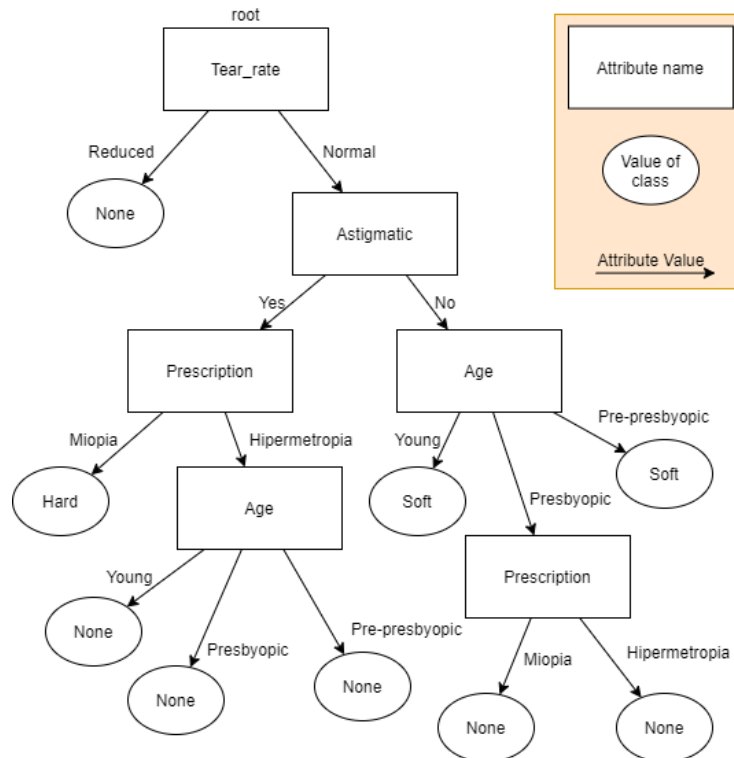 root
Tear_rate
Attribute name
Reduced
Normal
Value of
class
None
Astigmatic
Attribute Value
Yes
No
Prescription
Age
Miopia
Hipermetropia
Young
Pre-presbyopic
Hard
Age
Soft
Soft
Presbyopic
Young
Prescription
None
Presbyopic
Pre-presbyopic
None
None
Miopia
Hipermetropia
None
None